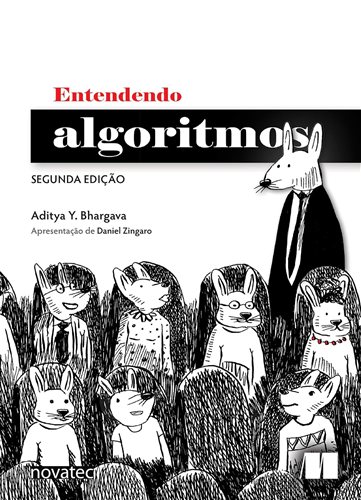 Entendendo
algoritmos
SEGUNDA EDIÇÃO
Aditya Y. Bhargava
Apresentação de Daniel Zingaro
novatec